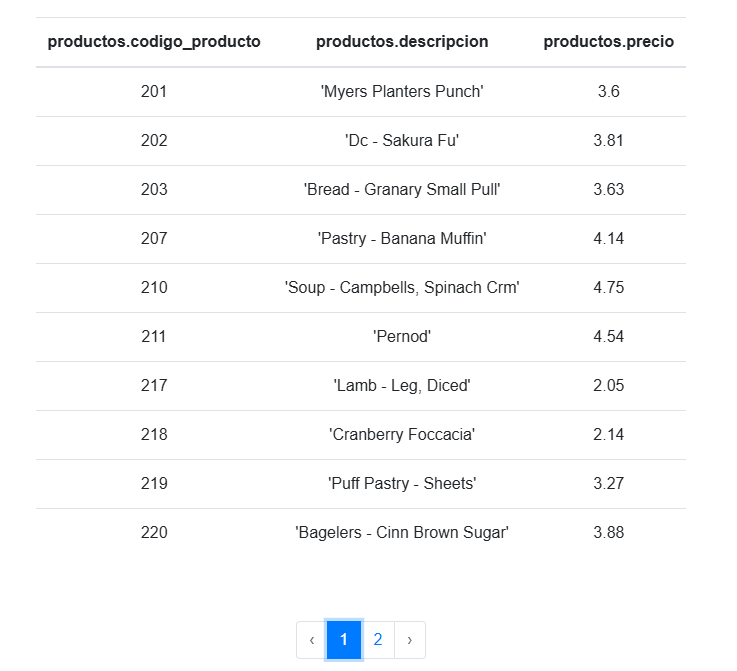 productos.codigo_producto productos.descripcion productos.precio
201 'Myers Planters Punch' 3.6
202 'Dc - Sakura Fu' 3.81
203 'Bread - Granary Small Pull' 3.63
207 'Pastry - Banana Muffin' 4.14
210 'Soup - Campbells, Spinach Crm' 4.75
211 'Pernod' 4.54
217 'Lamb - Leg, Diced' 2.05
218 'Cranberry Foccacia' 2.14
219 'Puff Pastry - Sheets' 3.27
220 'Bagelers - Cinn Brown Sugar' 3.88
‹ 1 2 ›